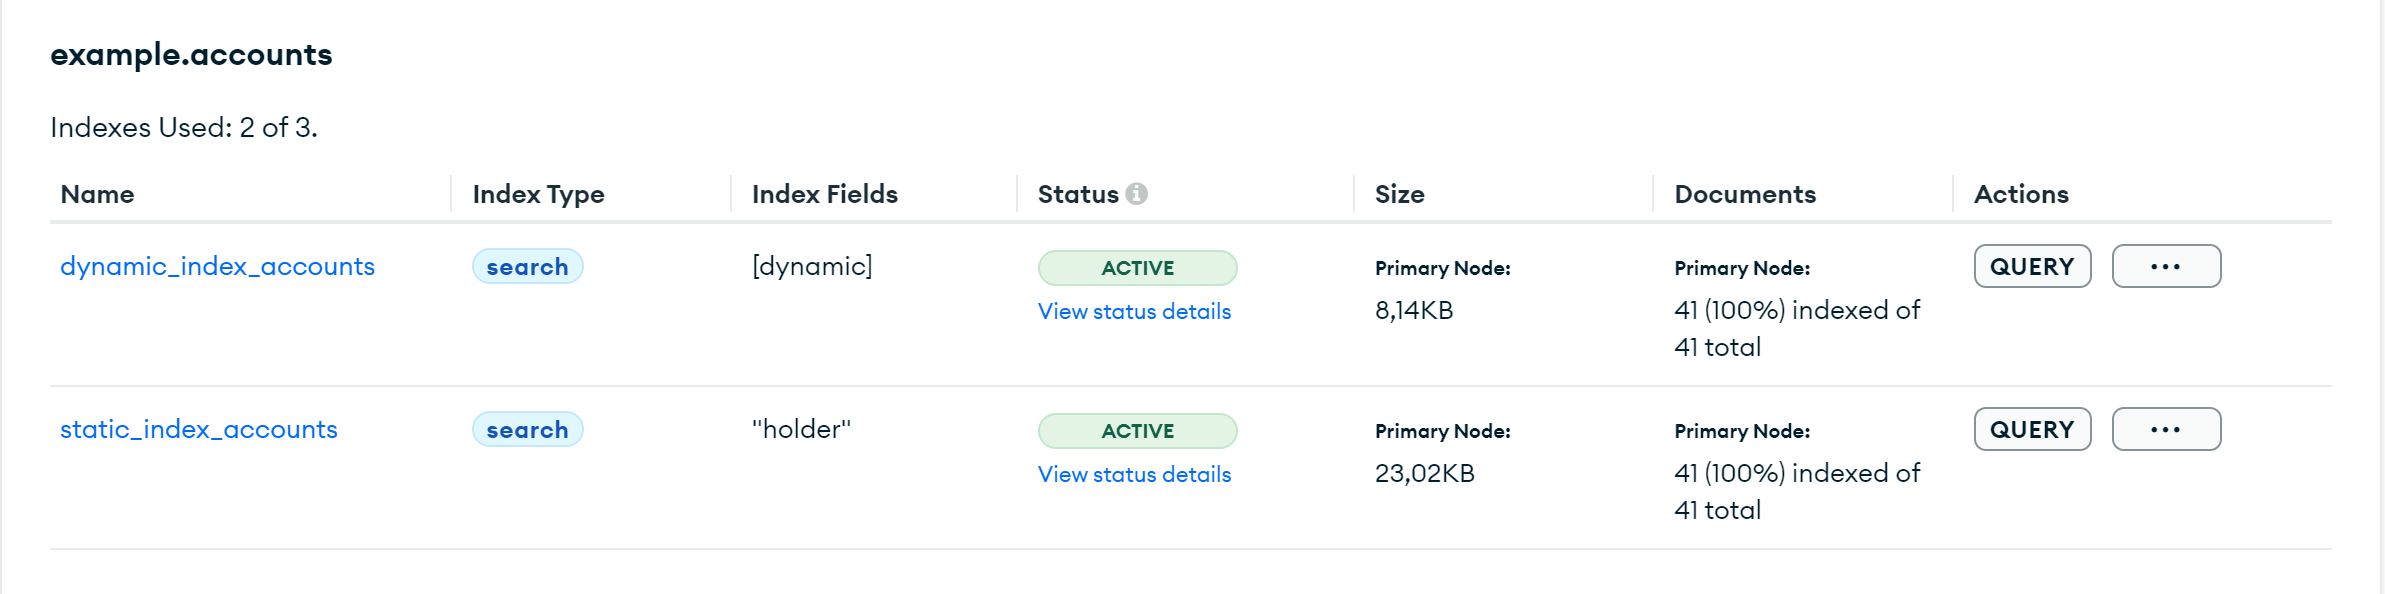 example.accounts
Indexes Used: 2 of 3.
Name Index Type Index Fields Status Size Documents Actions
dynamic_index_accounts search [dynamic] ACTIVE Primary Node: Primary Node: QUERY ...
View status details 8,14KB 41 (100%) indexed of
41 total
static_index_accounts search "holder" ACTIVE Primary Node: Primary Node: QUERY ...
View status details 23,02KB 41 (100%) indexed of
41 total